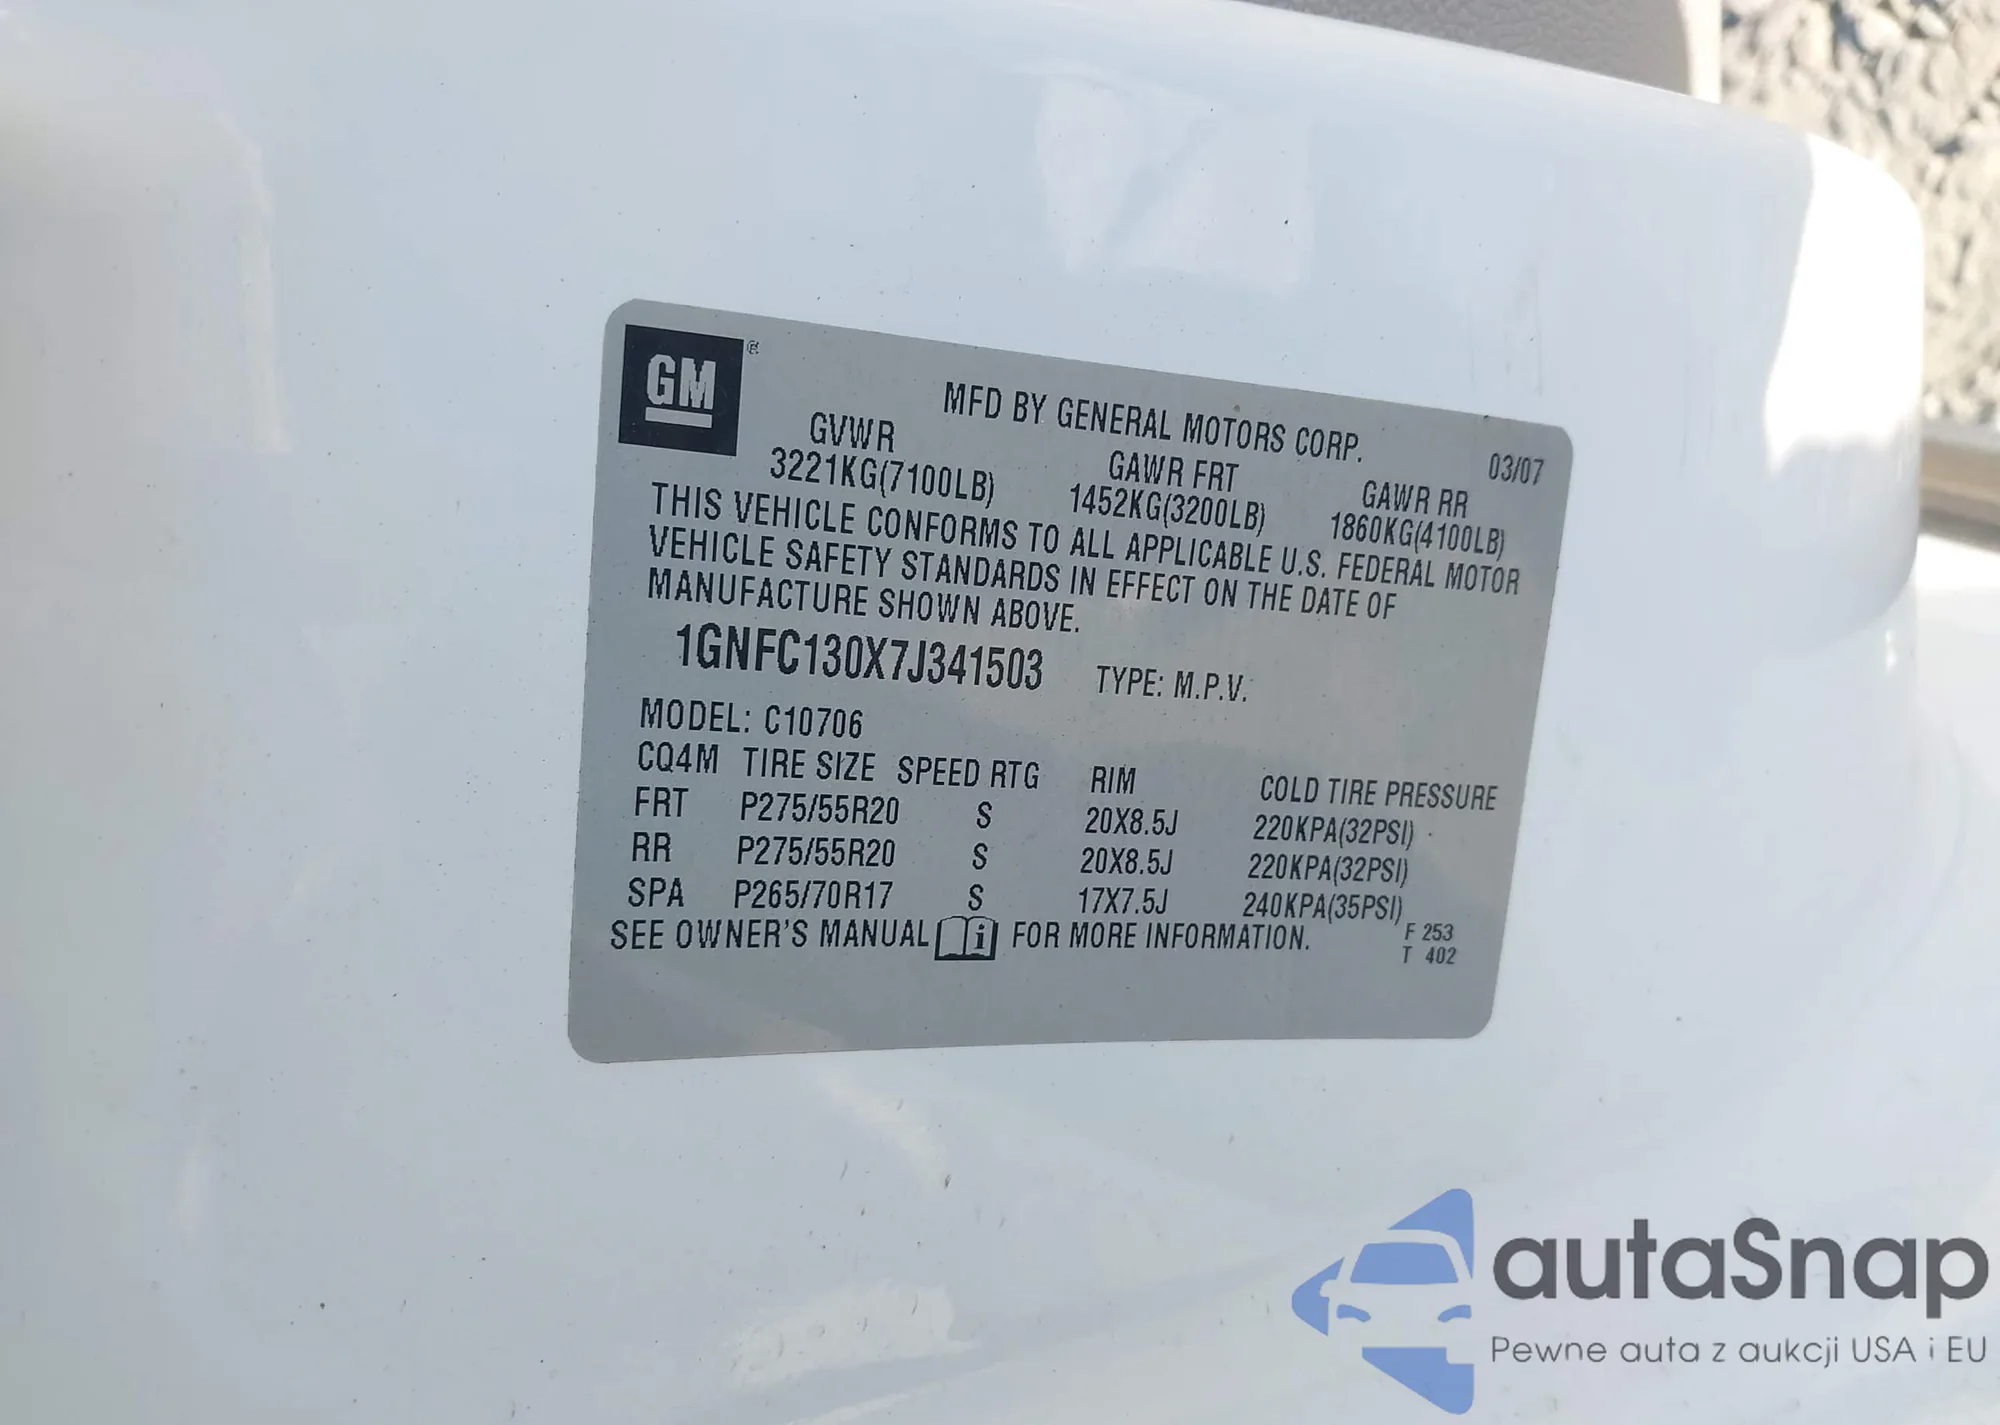 GM ®
MFD BY GENERAL MOTORS CORP. 03/07
GVWR GAWR FRT GAWR RR
3221KG(7100LB) 1452KG(3200LB) 1860KG(4100LB)
THIS VEHICLE CONFORMS TO ALL APPLICABLE U.S. FEDERAL MOTOR
VEHICLE SAFETY STANDARDS IN EFFECT ON THE DATE OF
MANUFACTURE SHOWN ABOVE.
1GNFC130X7J341503 TYPE: M.P.V.
MODEL: C10706
CQ4M TIRE SIZE SPEED RTG RIM COLD TIRE PRESSURE
FRT P275/55R20 S 20X8.5J 220KPA(32PSI)
RR P275/55R20 S 20X8.5J 220KPA(32PSI)
SPA P265/70R17 S 17X7.5J 240KPA(35PSI)
SEE OWNER'S MANUAL i FOR MORE INFORMATION.
F 253
T 402
autaSnap
Pewne auta z aukcji USA i EU